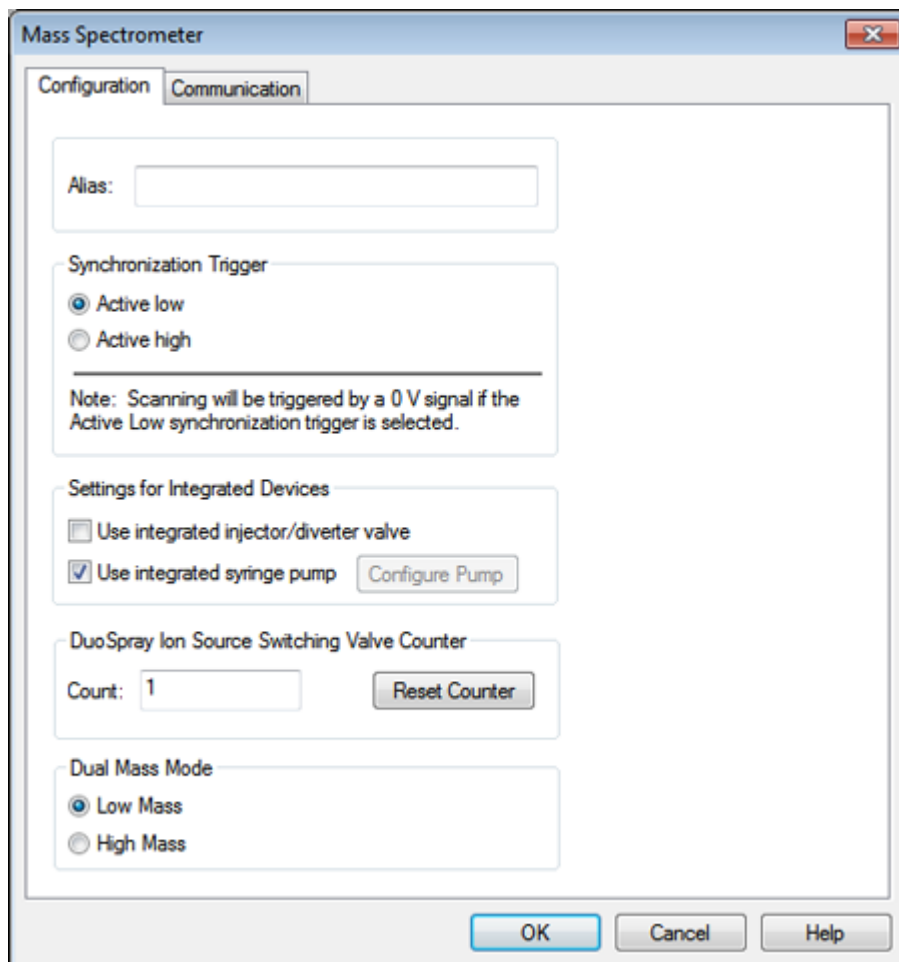 Mass Spectrometer
Configuration
Communication
Alias:
Synchronization Trigger
Active low
Active high
Note: Scanning will be triggered by a 0 V signal if the
Active Low synchronization trigger is selected.
Settings for Integrated Devices
Use integrated injector/diverter valve
Use integrated syringe pump
Configure Pump
DuoSpray Ion Source Switching Valve Counter
Count: 1
Reset Counter
Dual Mass Mode
Low Mass
High Mass
OK
Cancel
Help